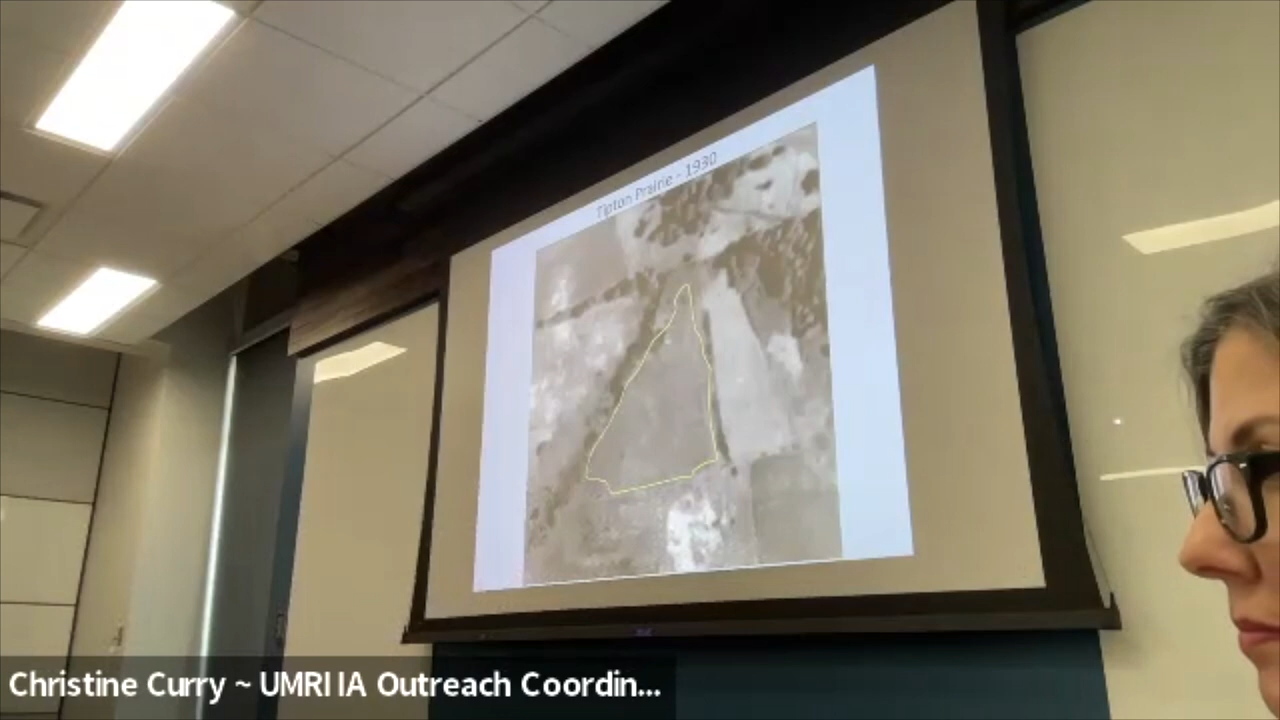 Tipton Prairie - 1930
Christine Curry ~ UMRI IA Outreach Coordin...